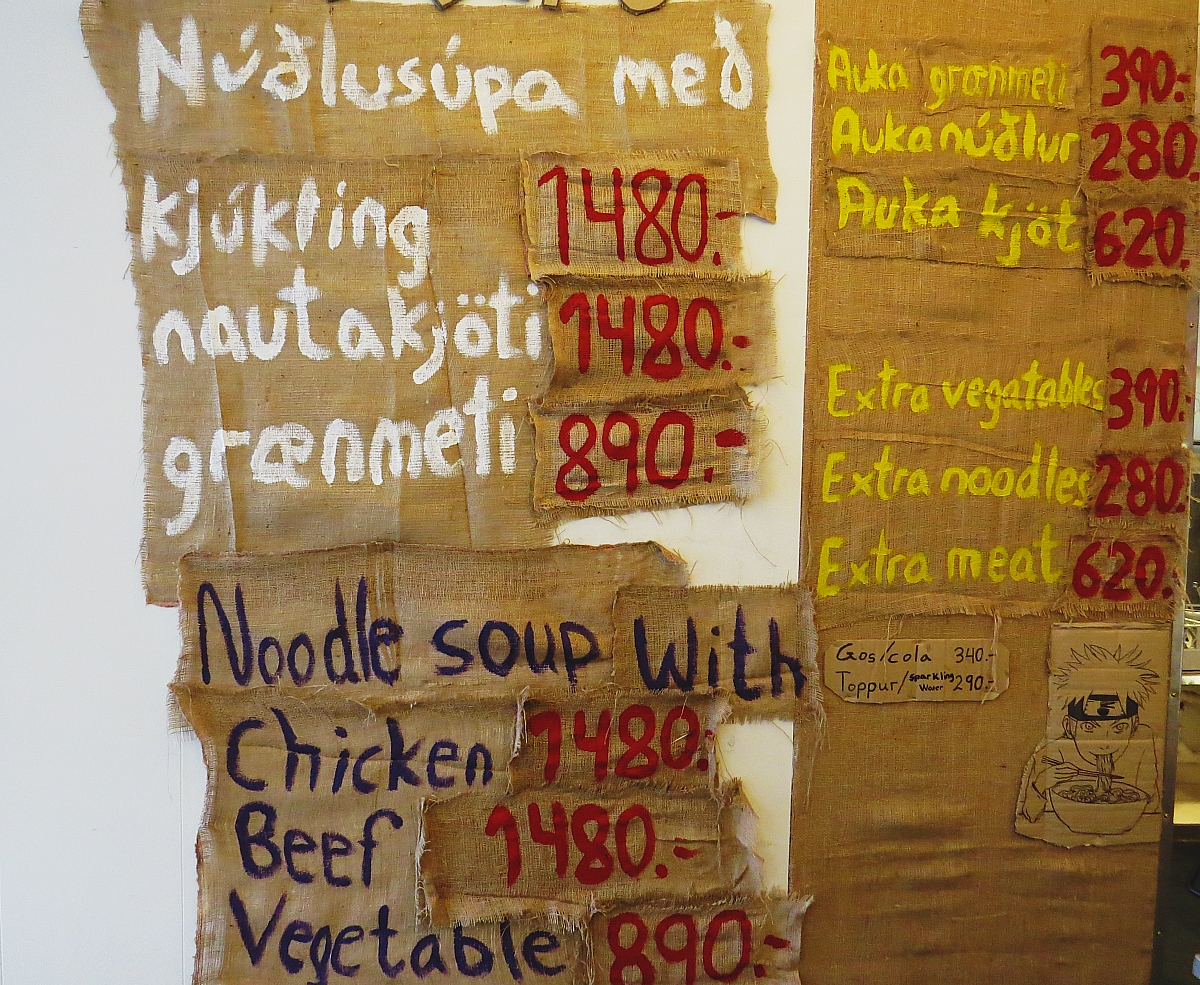 Núðlusúpa með
kjúkling 1480.-
nautakjöti 1480.-
grænmeti 890.-
Noodle soup With
Chicken 1480.-
Beef 1480.-
Vegetable 890.-
Auka grænmeti 390.-
Auka núðlur 280.
Auka kjöt 620.
Extra vegatables 390.-
Extra noodles 280.
Extra meat 620.
Gos/cola 340.-
Toppur/sparkling Water 290.-